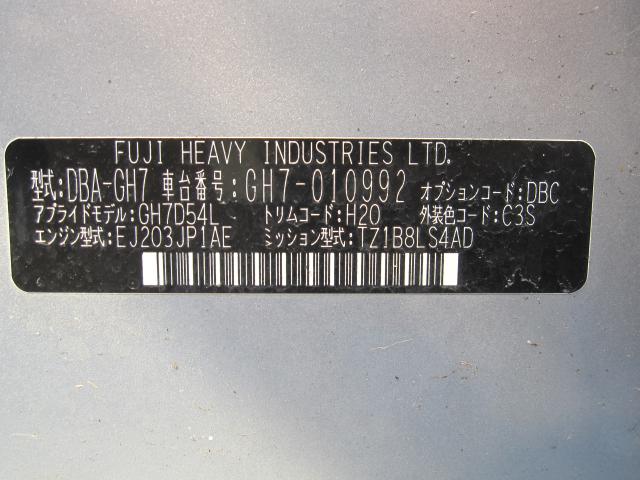 FUJI HEAVY INDUSTRIES LTD.
型式:DBA-GH7 車台番号:GH7-010992 オプションコード:DBC
アプライドモデル:GH7D54L トリムコード:H20 外装色コード:C3S
エンジン型式:EJ203JP1AE ミッション型式:TZ1B8LS4AD